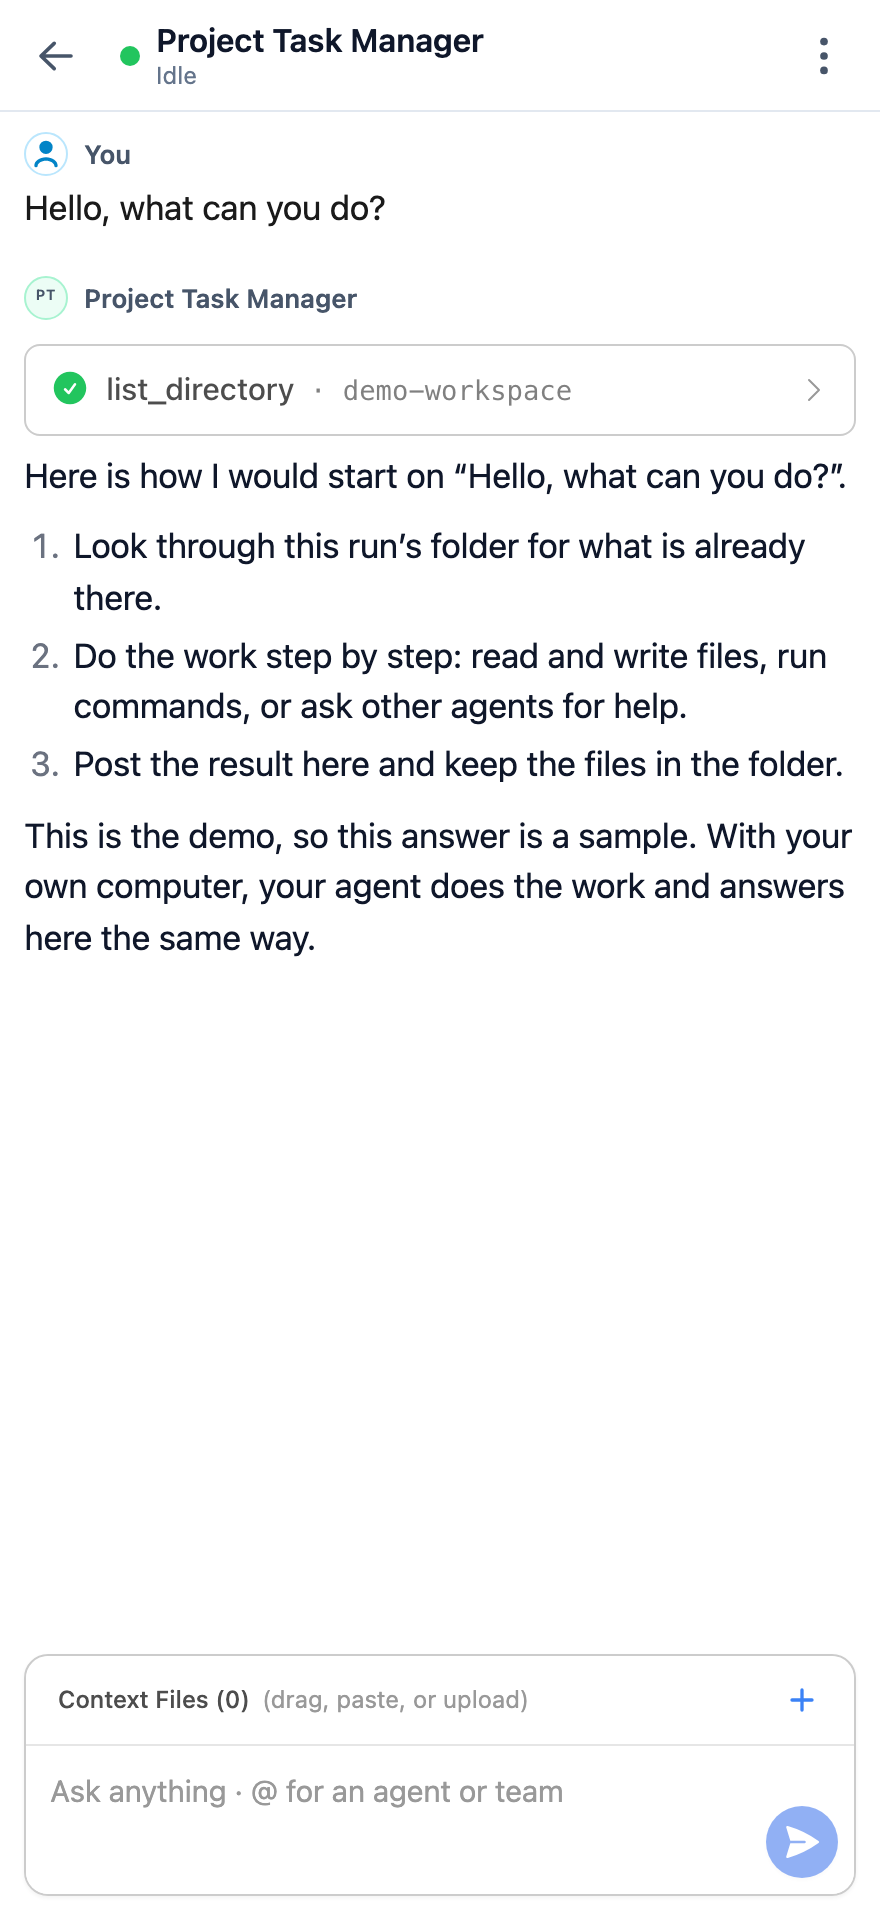 Project Task Manager
Idle
You
Hello, what can you do?
PT
Project Task Manager
list_directory · demo-workspace
Here is how I would start on “Hello, what can you do?”.
1. Look through this run’s folder for what is already
there.
2. Do the work step by step: read and write files, run
commands, or ask other agents for help.
3. Post the result here and keep the files in the folder.
This is the demo, so this answer is a sample. With your
own computer, your agent does the work and answers
here the same way.
Context Files (0) (drag, paste, or upload)
Ask anything · @ for an agent or team